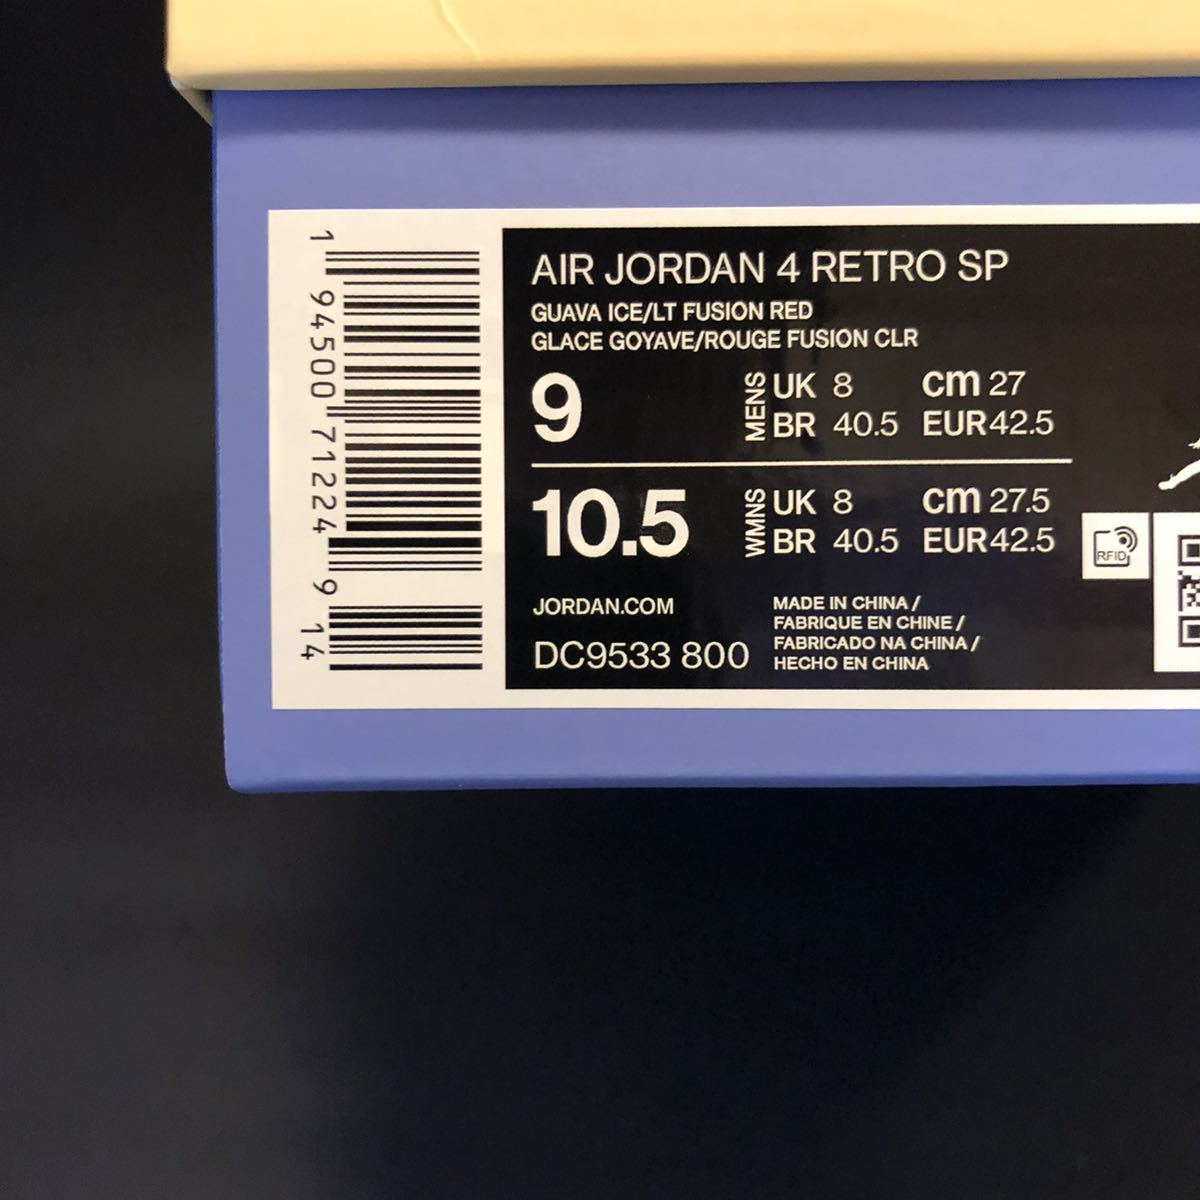 1 94500 71224 9 14
AIR JORDAN 4 RETRO SP
GUAVA ICE/LT FUSION RED
GLACE GOYAVE/ROUGE FUSION CLR
9 MENS UK 8 cm 27
BR 40.5 EUR 42.5
10.5 WMNS UK 8 cm 27.5
BR 40.5 EUR 42.5
RFID
JORDAN.COM
DC9533 800
MADE IN CHINA /
FABRIQUE EN CHINE /
FABRICADO NA CHINA /
HECHO EN CHINA